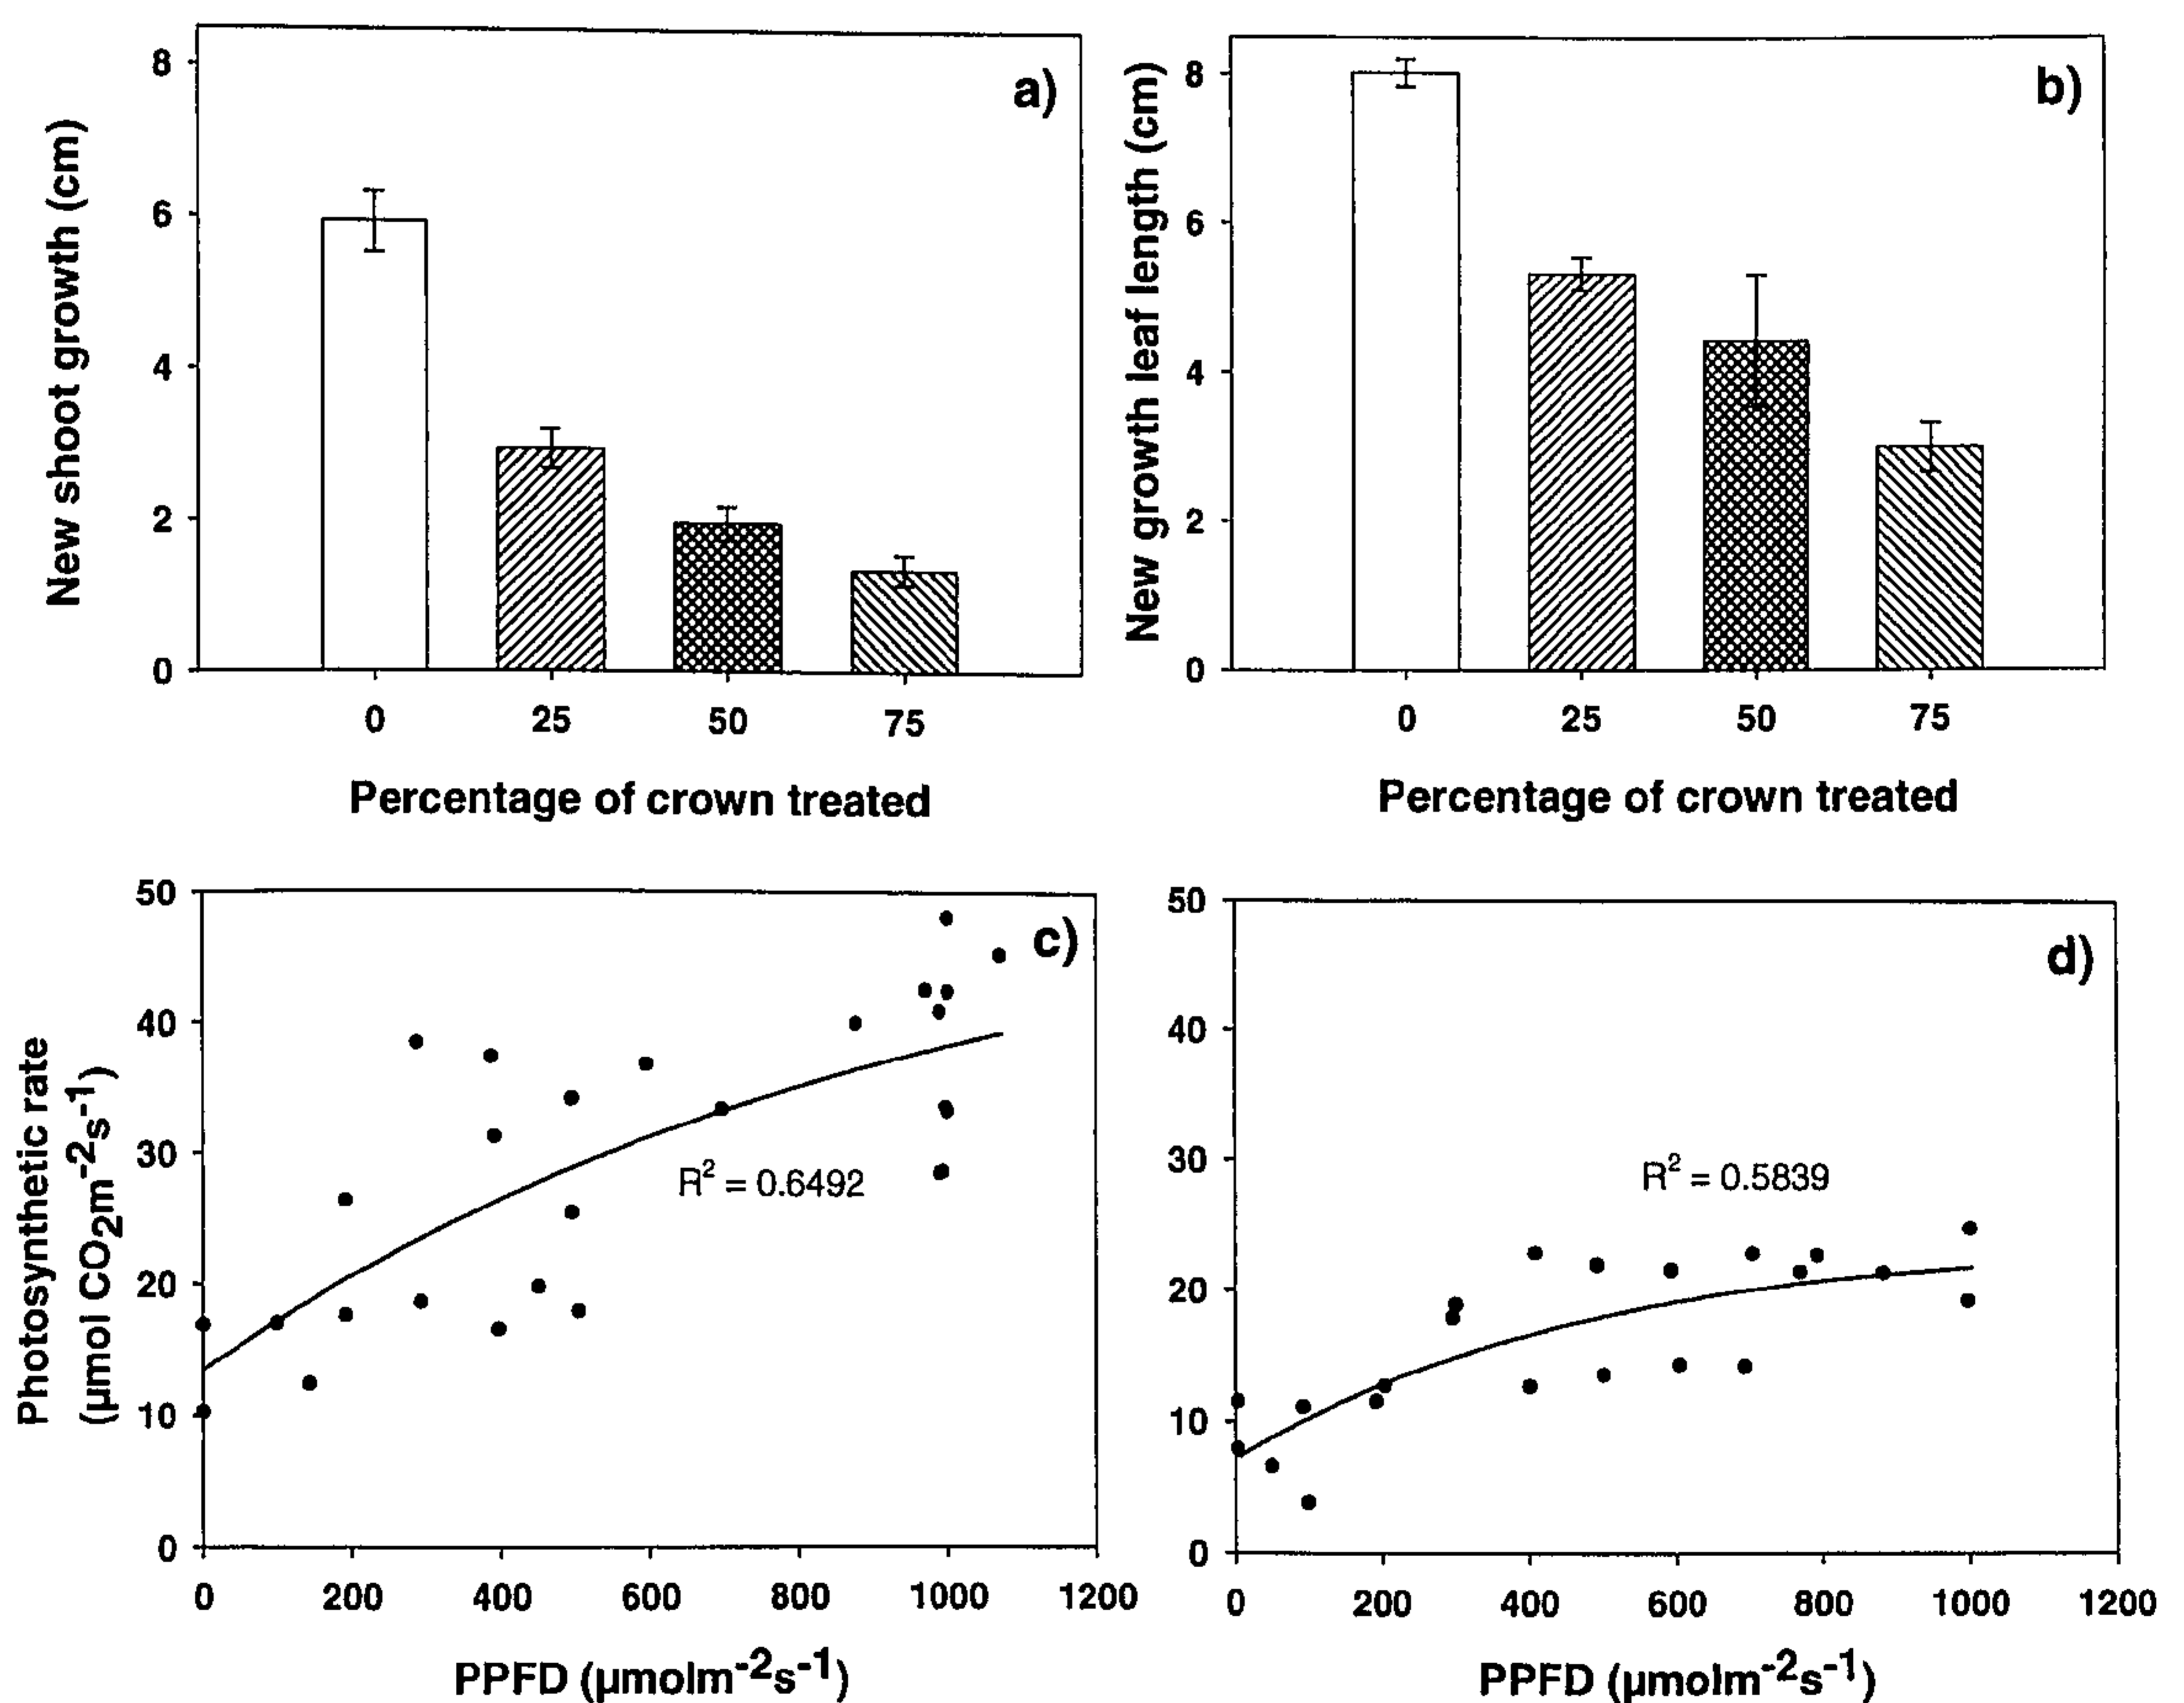 a)
New shoot growth (cm)
8
6
4
2
0
0 25 50 75
Percentage of crown treated
b)
New growth leaf length (cm)
8
6
4
2
0
0 25 50 75
Percentage of crown treated
c)
Photosynthetic rate
(µmol CO₂m⁻²s⁻¹)
50
40
30
20
10
0
R² = 0.6492
0 200 400 600 800 1000 1200
PPFD (µmolm⁻²s⁻¹)
d)
50
40
30
20
10
0
R² = 0.5839
0 200 400 600 800 1000 1200
PPFD (µmolm⁻²s⁻¹)